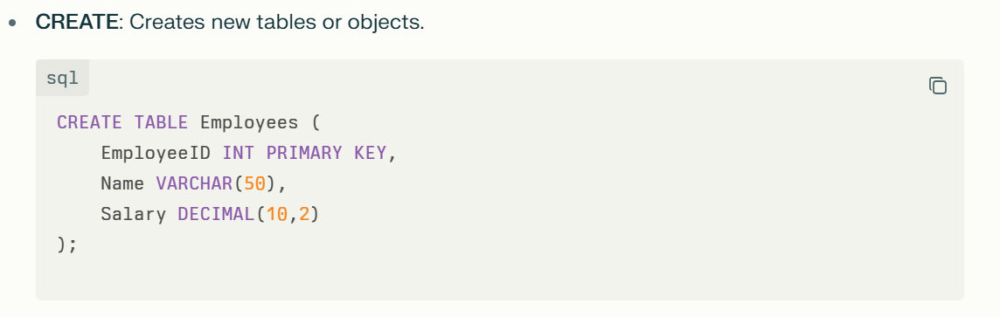 • CREATE: Creates new tables or objects.
sql
CREATE TABLE Employees (
    EmployeeID INT PRIMARY KEY,
    Name VARCHAR(50),
    Salary DECIMAL(10,2)
);